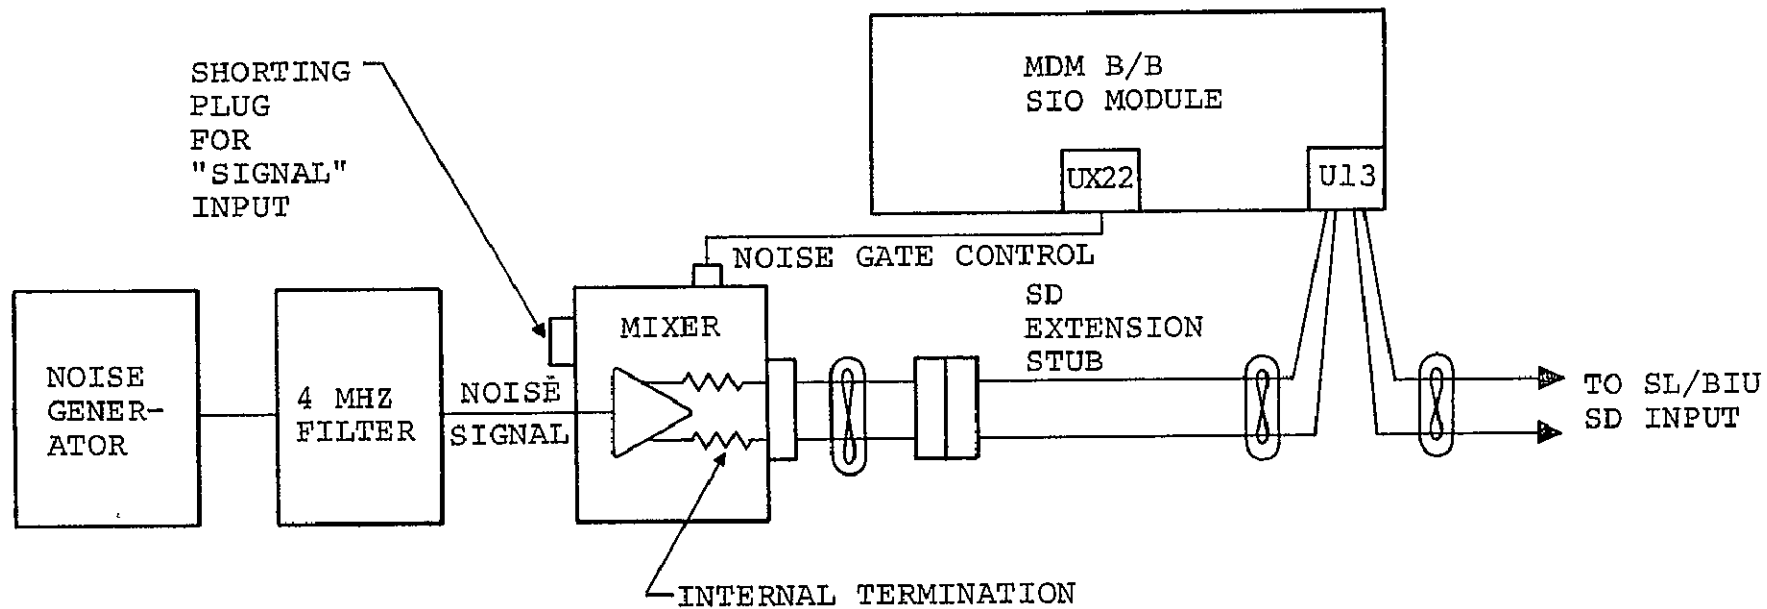 SHORTING
PLUG
FOR
"SIGNAL"
INPUT
MDM B/B
SIO MODULE
UX22
U13
NOISE GATE CONTROL
SD
EXTENSION
STUB
MIXER
NOISE
GENER-
ATOR
4 MHZ
FILTER
NOISE
SIGNAL
TO SL/BIU
SD INPUT
INTERNAL TERMINATION